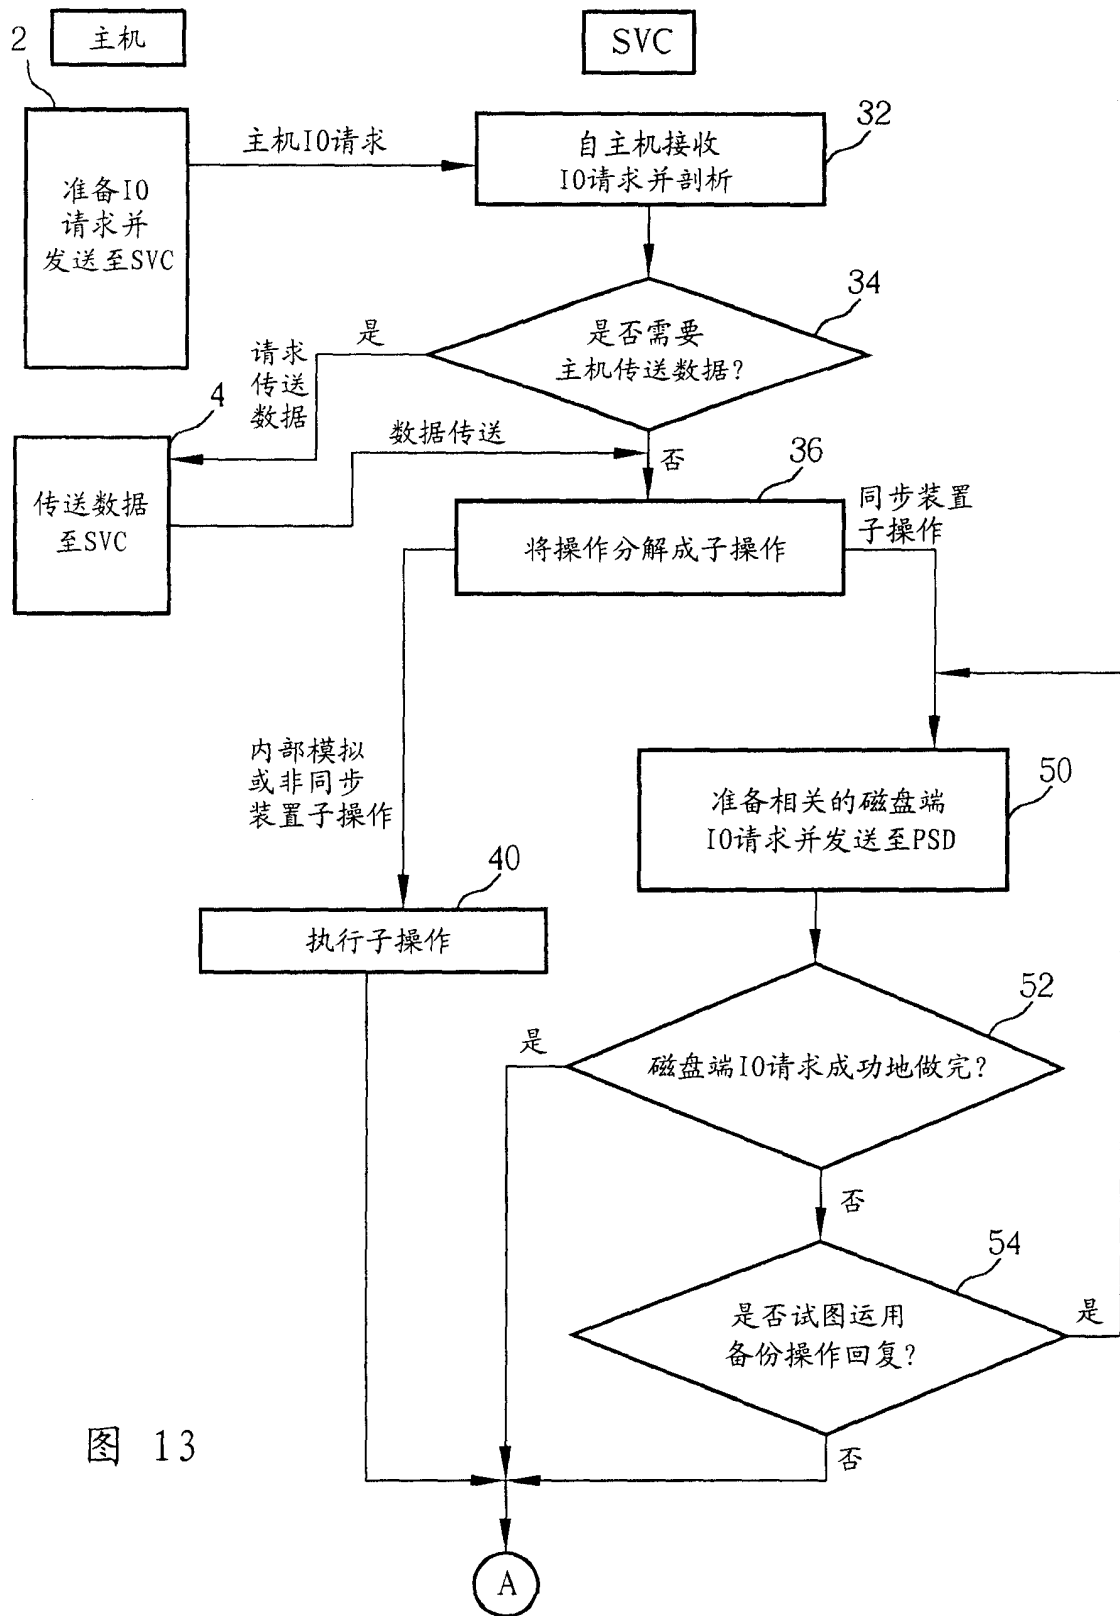 主机
SVC
2
准备IO
请求并
发送至SVC
主机IO请求
32
自主机接收
IO请求并剖析
34
是否需要
主机传送数据?
是
请求
传送
数据
4
传送数据
至SVC
数据传送
否
36
将操作分解成子操作
同步装置
子操作
内部模拟
或非同步
装置子操作
40
执行子操作
50
准备相关的磁盘端
IO请求并发送至PSD
52
磁盘端IO请求成功地做完?
是
否
54
是否试图运用
备份操作回复?
是
否
图 13
A